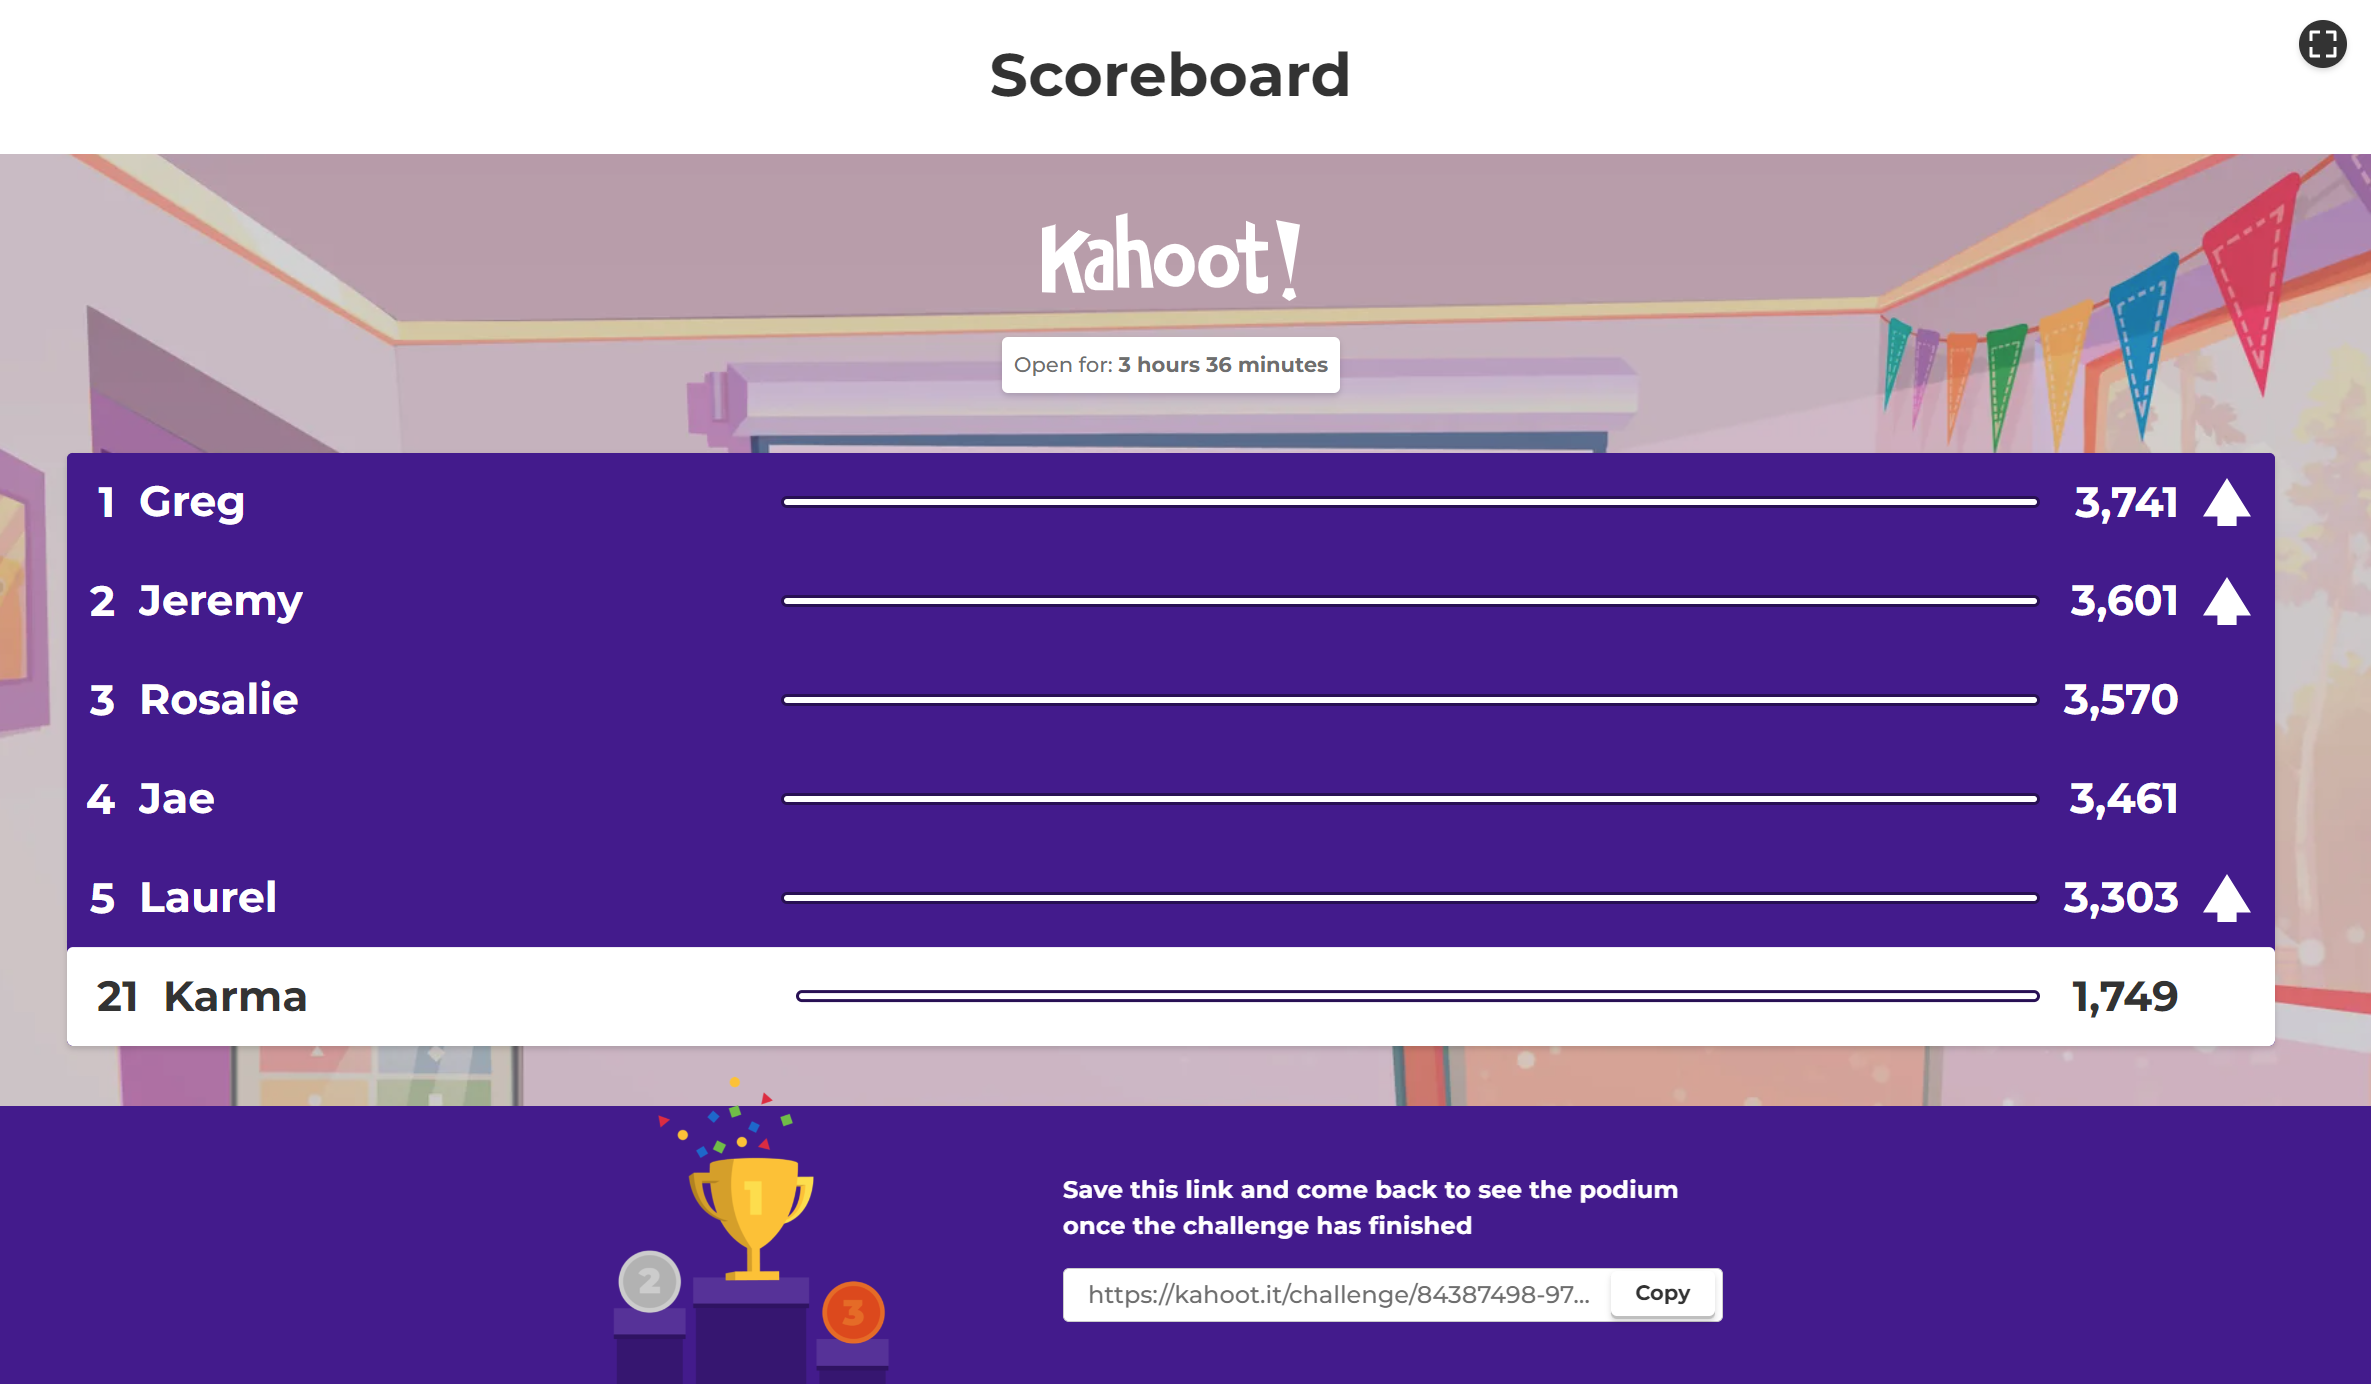 Scoreboard
Kahoot!
Open for: 3 hours 36 minutes
1 Greg 3,741
2 Jeremy 3,601
3 Rosalie 3,570
4 Jae 3,461
5 Laurel 3,303
21 Karma 1,749
1
2
3
Save this link and come back to see the podium
once the challenge has finished
https://kahoot.it/challenge/84387498-97... Copy